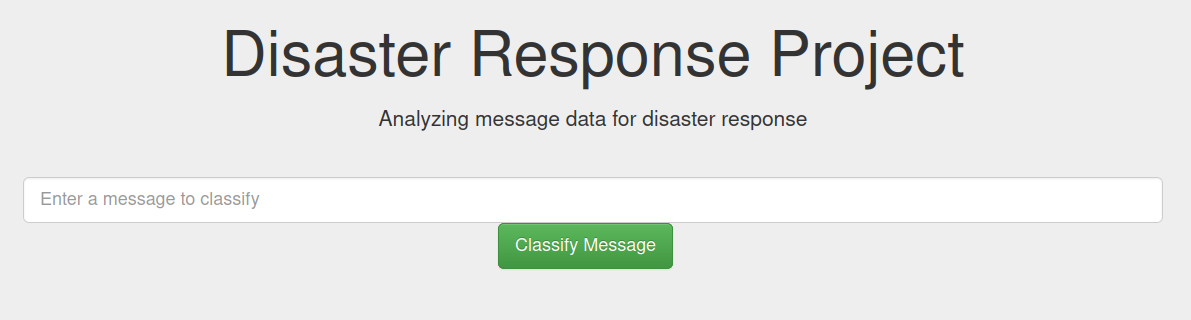 Disaster Response Project
Analyzing message data for disaster response
Enter a message to classify
Classify Message